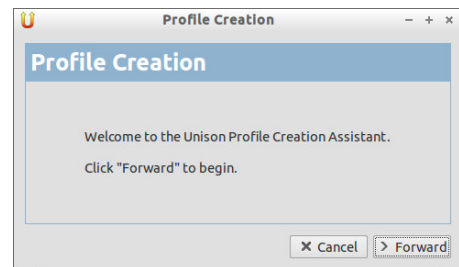 Profile Creation
Profile Creation
Welcome to the Unison Profile Creation Assistant.
Click "Forward" to begin.
Cancel
Forward